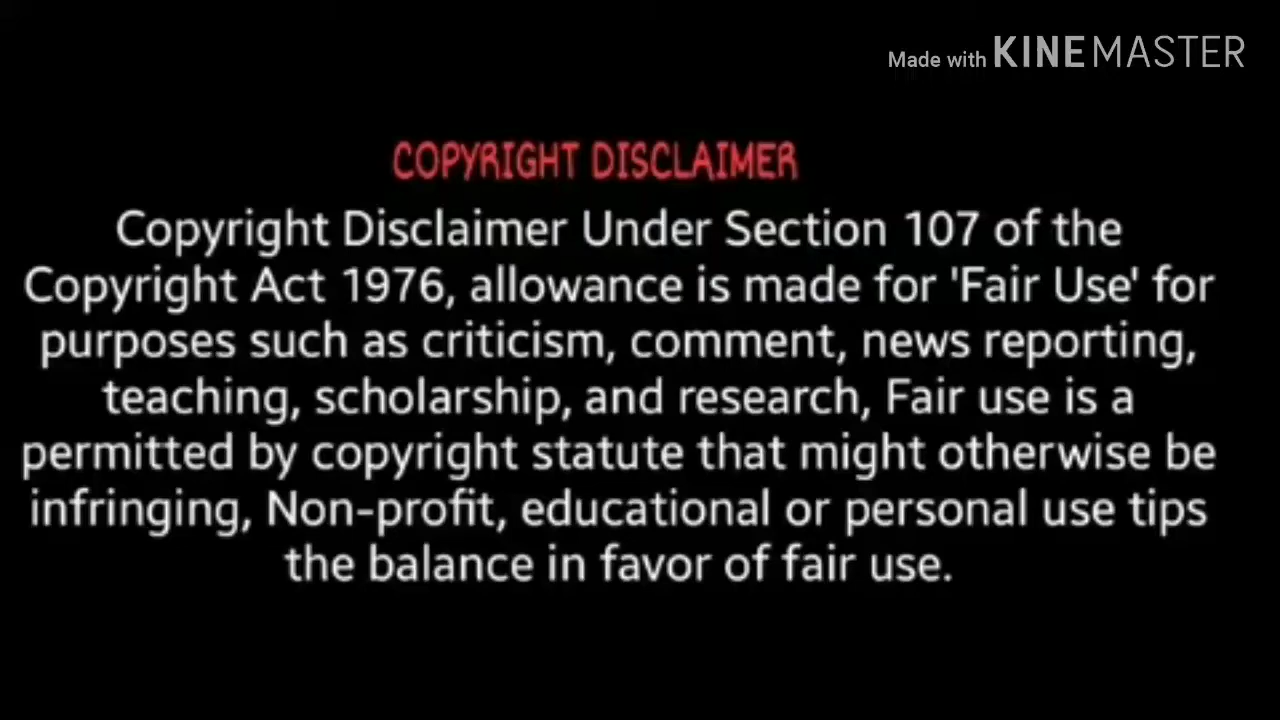 Made with KINEMASTER
COPYRIGHT DISCLAIMER
Copyright Disclaimer Under Section 107 of the
Copyright Act 1976, allowance is made for 'Fair Use' for
purposes such as criticism, comment, news reporting,
teaching, scholarship, and research, Fair use is a
permitted by copyright statute that might otherwise be
infringing, Non-profit, educational or personal use tips
the balance in favor of fair use.